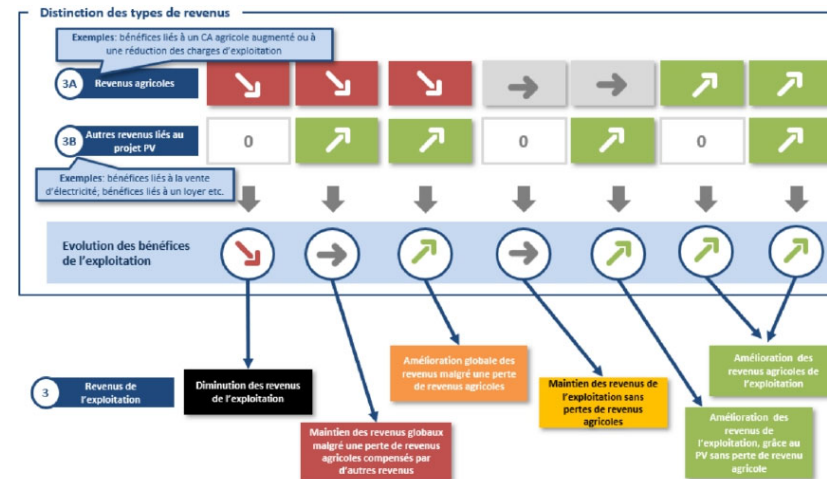 Distinction des types de revenus
Exemples: bénéfices liés à un CA agricole augmenté ou à
une réduction des charges d'exploitation
3A
Revenus agricoles
3B
Autres revenus liés au
projet PV
0
0
0
Exemples: bénéfices liés à la vente
d'électricité; bénéfices liés à un loyer etc.
Evolution des bénéfices
de l'exploitation
3
Revenus de
l'exploitation
Diminution des revenus
de l'exploitation
Maintien des revenus globaux
malgré une perte de revenus
agricoles compensés par
d'autres revenus
Amélioration globale des
revenus malgré une perte
de revenus agricoles
Maintien des revenus de
l'exploitation sans
pertes de revenus
agricoles
Amélioration des
revenus agricoles de
l'exploitation
Amélioration des
revenus de
l'exploitation, grâce au
PV sans perte de revenu
agricole